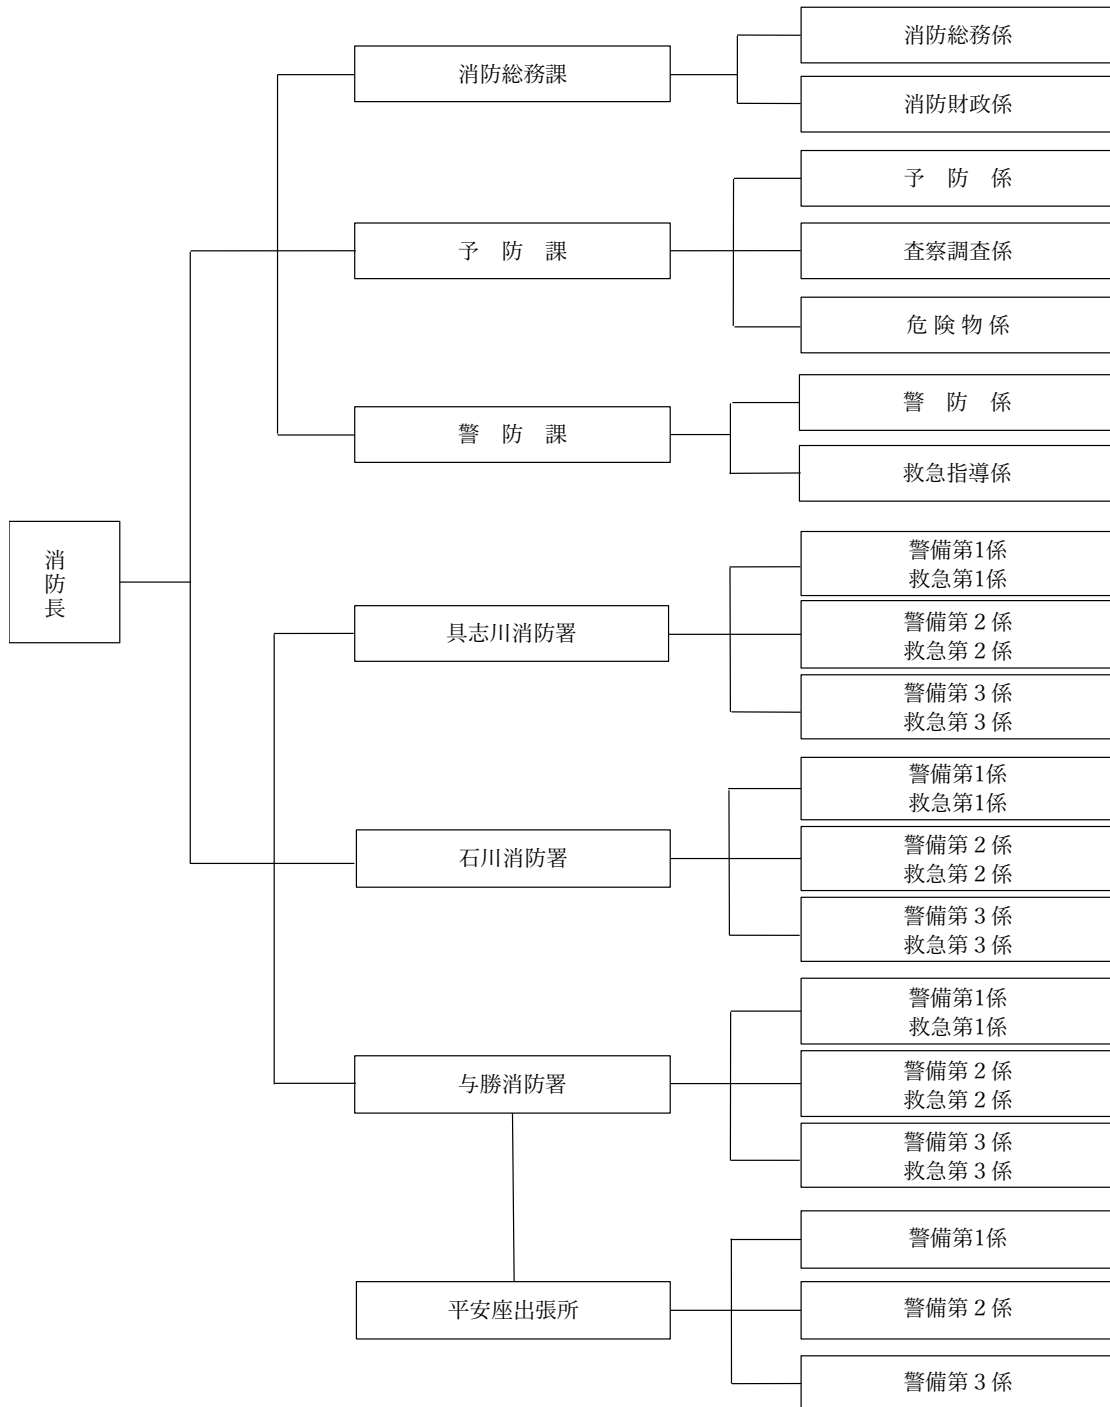 消防長
消防総務課
消防総務係
消防財政係
予　防　課
予　防　係
査察調査係
危 険 物 係
警　防　課
警　防　係
救急指導係
具志川消防署
警備第1係
救急第1係
警備第２係
救急第２係
警備第３係
救急第３係
石川消防署
警備第1係
救急第1係
警備第２係
救急第２係
警備第３係
救急第３係
与勝消防署
警備第1係
救急第1係
警備第２係
救急第２係
警備第３係
救急第３係
平安座出張所
警備第1係
警備第２係
警備第３係